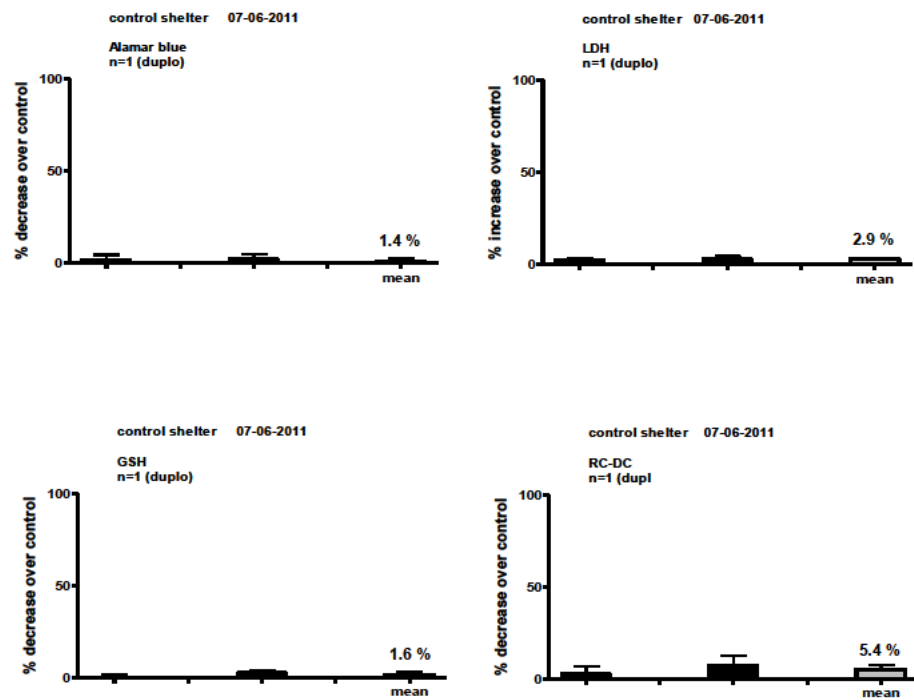 control shelter 07-06-2011
Alamar blue
n=1 (duplo)
% decrease over control
100
50
0
1.4 %
mean
control shelter 07-06-2011
LDH
n=1 (duplo)
% increase over control
100
50
0
2.9 %
mean
control shelter 07-06-2011
GSH
n=1 (duplo)
% decrease over control
100
50
0
1.6 %
mean
control shelter 07-06-2011
RC-DC
n=1 (dupl
% decrease over control
100
50
0
5.4 %
mean